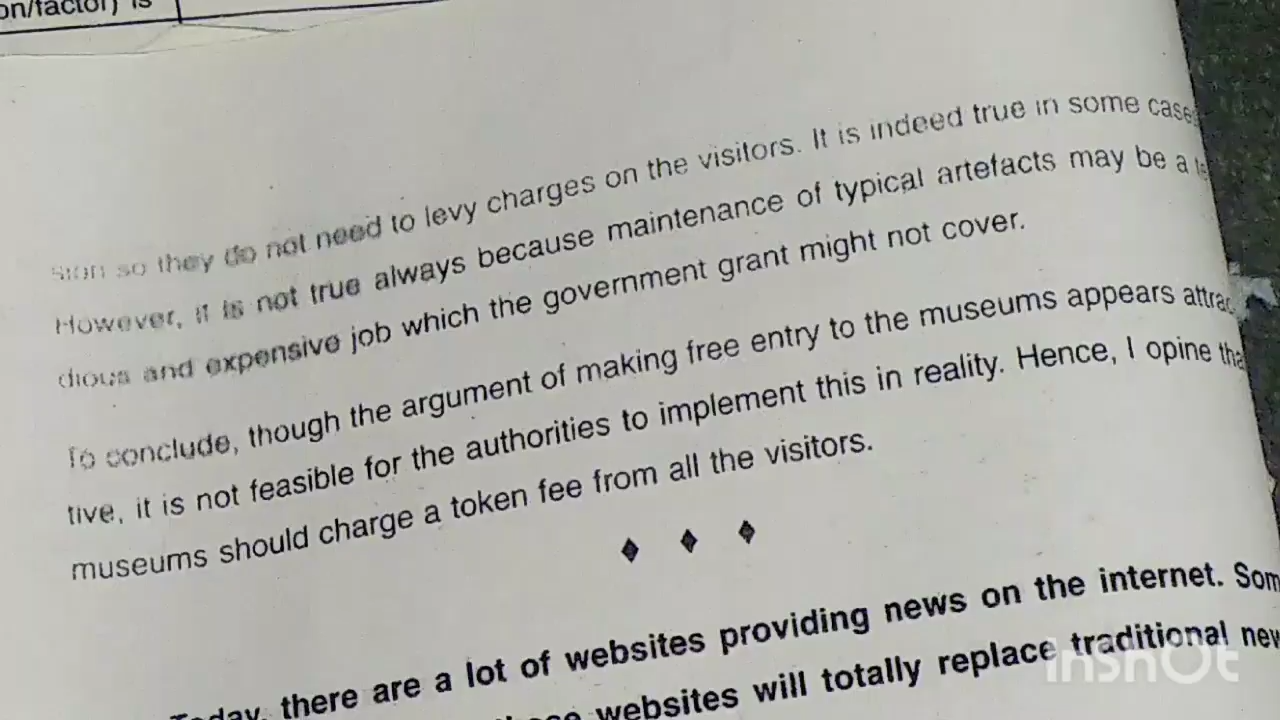 on/factor) is
sion so they do not need to levy charges on the visitors. It is indeed true in some cases
However, it is not true always because maintenance of typical artefacts may be a te
dious and expensive job which the government grant might not cover.
To conclude, though the argument of making free entry to the museums appears attrac
tive, it is not feasible for the authorities to implement this in reality. Hence, I opine that
museums should charge a token fee from all the visitors.
Today, there are a lot of websites providing news on the internet. Som
websites will totally replace traditional new
InShOt